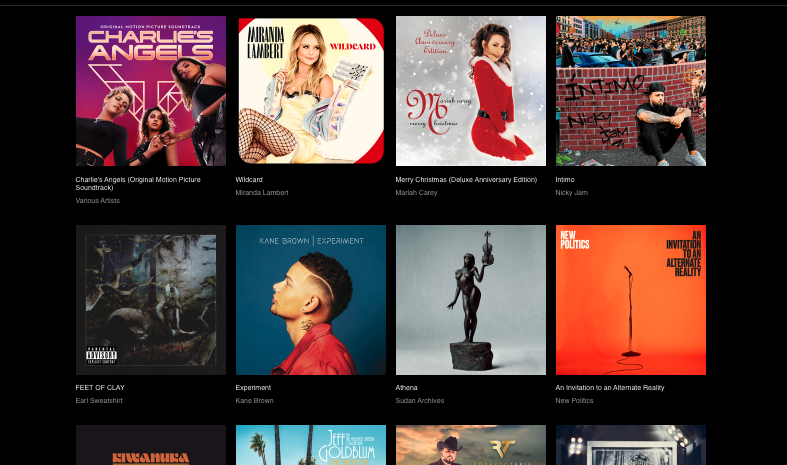 ORIGINAL MOTION PICTURE SOUNDTRACK
CHARLIE'S
ANGELS
MIRANDA
LAMBERT
WILDCARD
Deluxe
Anniversary
Edition
Mariah carey
merry Christmas
INTIMO
Nicky
Jam
Charlie's Angels (Original Motion Picture
Soundtrack)
Various Artists
Wildcard
Miranda Lambert
Merry Christmas (Deluxe Anniversary Edition)
Mariah Carey
Intimo
Nicky Jam
PARENTAL
ADVISORY
EXPLICIT CONTENT
KANE BROWN | EXPERIMENT
NEW
POLITICS
AN
INVITATION
TO AN
ALTERNATE
REALITY
FEET OF CLAY
Earl Sweatshirt
Experiment
Kane Brown
Athena
Sudan Archives
An Invitation to an Alternate Reality
New Politics
KIWANUKA
JEFF
GOLDBLUM
RV